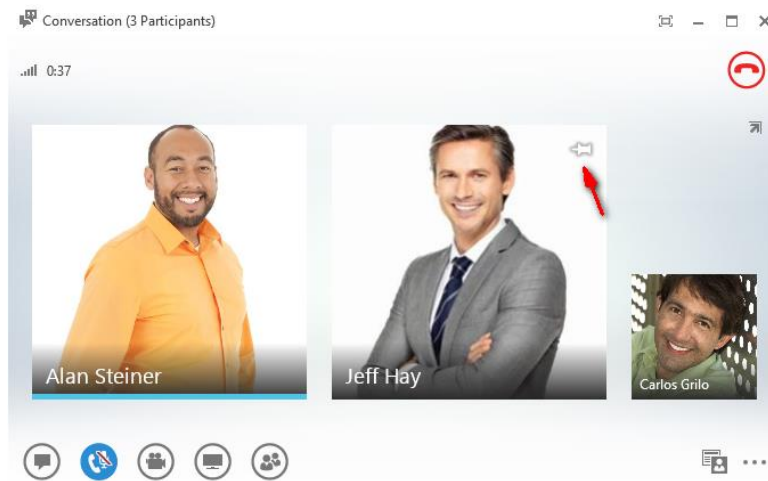 Conversation (3 Participants)
0:37
Alan Steiner
Jeff Hay
Carlos Grilo